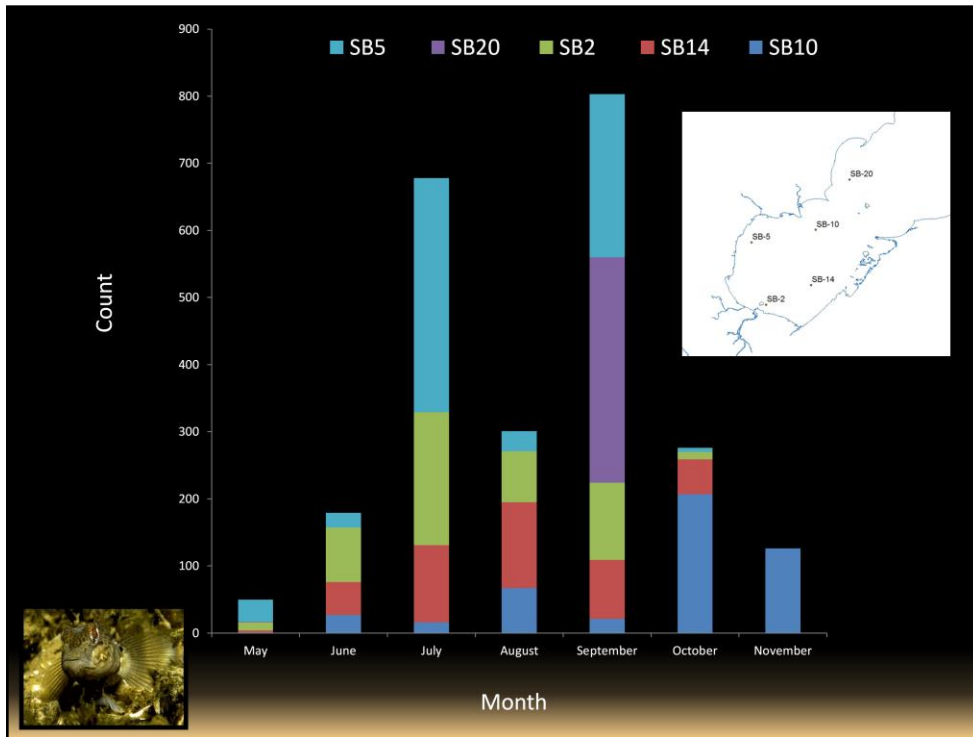 900
SB5 SB20 SB2 SB14 SB10
800
700
600
500
400
300
200
100
0
Count
May June July August September October November
Month
SB-20
SB-10
SB-5
SB-14
SB-2